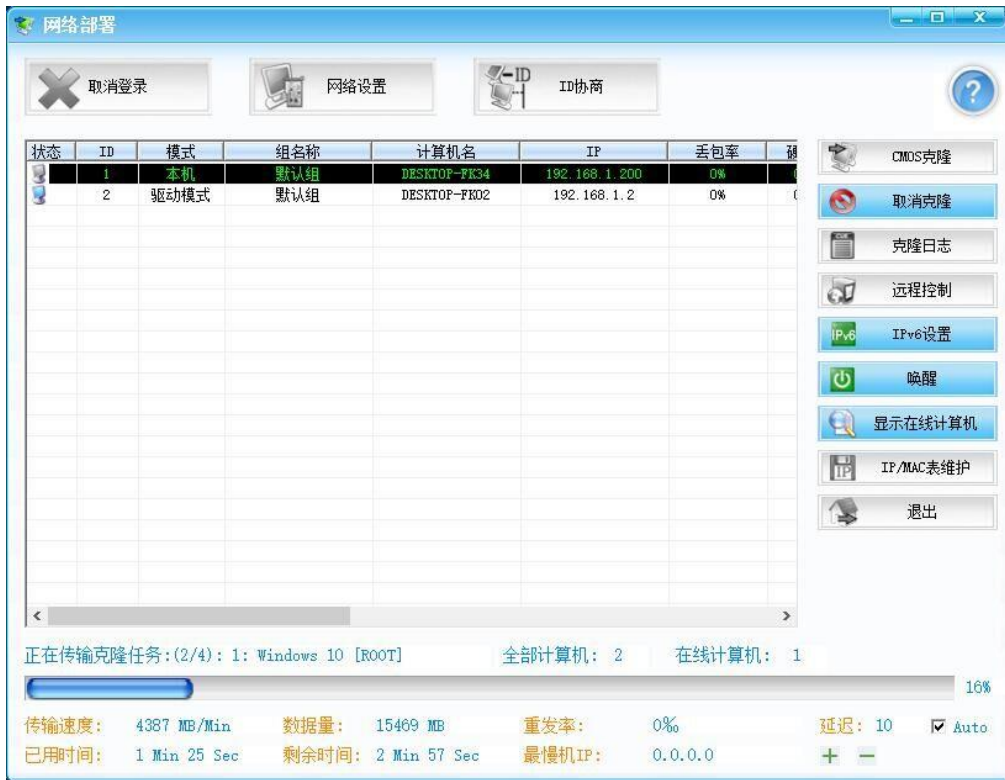 网络部署
取消登录 网络设置 ID协商
状态 ID 模式 组名称 计算机名 IP 丢包率
1 本机 默认组 DESKTOP-FK34 192.168.1.200 0%
2 驱动模式 默认组 DESKTOP-FK02 192.168.1.2 0%
CMOS克隆
取消克隆
克隆日志
远程控制
IPv6 IPv6设置
唤醒
显示在线计算机
IP IP/MAC表维护
退出
正在传输克隆任务:(2/4): 1: Windows 10 [ROOT] 全部计算机: 2 在线计算机: 1
16%
传输速度: 4387 MB/Min 数据量: 15469 MB 重发率: 0‰ 延迟: 10 Auto
已用时间: 1 Min 25 Sec 剩余时间: 2 Min 57 Sec 最慢机IP: 0.0.0.0